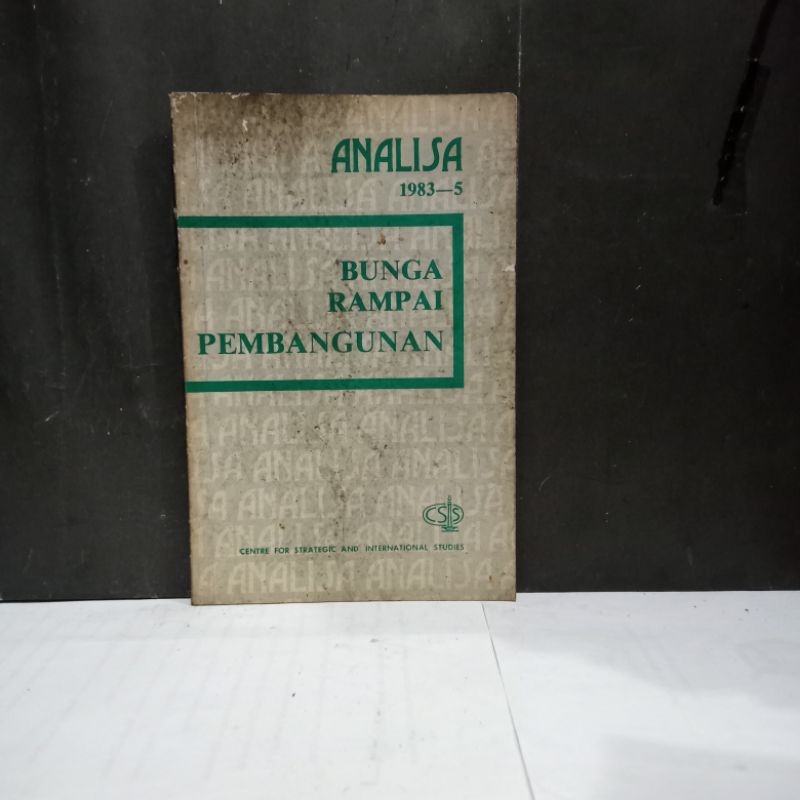 ANALISA
1983—5
BUNGA
RAMPAI
PEMBANGUNAN
CSIS
CENTRE FOR STRATEGIC AND INTERNATIONAL STUDIES